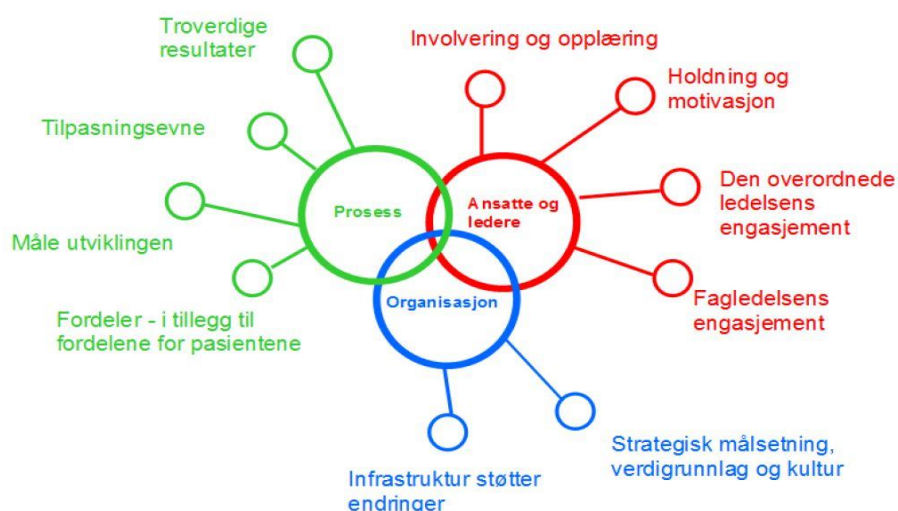 Troverdige
resultater
Involvering og opplæring
Holdning og
motivasjon
Tilpasningsevne
Den overordnede
ledelsens
engasjement
Prosess
Ansatte og
ledere
Måle utviklingen
Fagledelsens
engasjement
Organisasjon
Fordeler - i tillegg til
fordelene for pasientene
Strategisk målsetning,
verdigrunnlag og kultur
Infrastruktur støtter
endringer